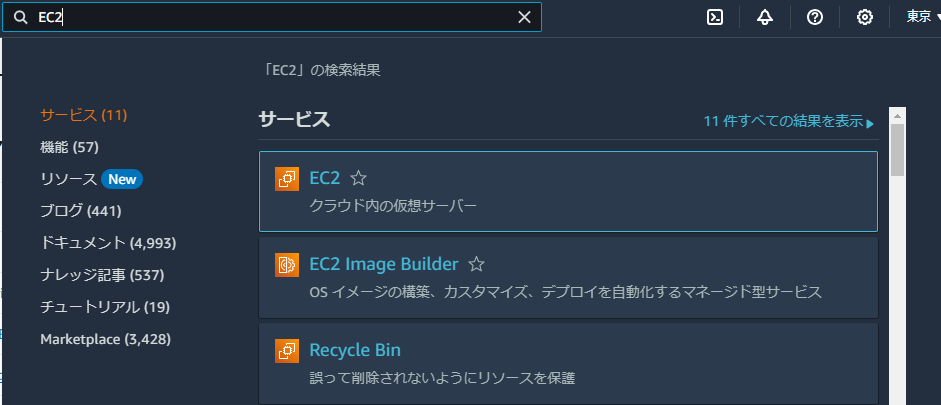 EC2
東京
「EC2」の検索結果
サービス (11)
機能 (57)
リソース New
ブログ (441)
ドキュメント (4,993)
ナレッジ記事 (537)
チュートリアル (19)
Marketplace (3,428)
サービス
11 件すべての結果を表示
EC2
クラウド内の仮想サーバー
EC2 Image Builder
OS イメージの構築、カスタマイズ、デプロイを自動化するマネージド型サービス
Recycle Bin
誤って削除されないようにリソースを保護